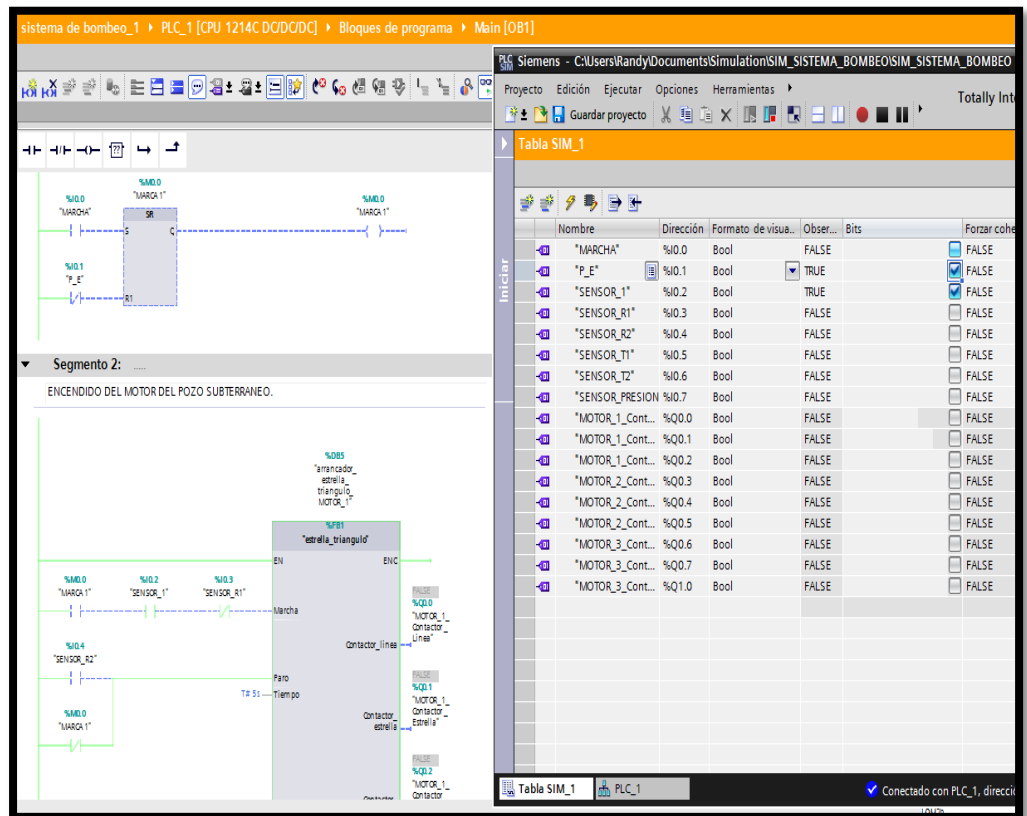 sistema de bombeo_1 ▸ PLC_1 [CPU 1214C DC/DC/DC] ▸ Bloques de programa ▸ Main [OB1]
%M0.0
"MARCA 1"
%I0.0
"MARCHA"
SR
S
Q
%M0.0
"MARCA 1"
%I0.1
"P_E"
R1
Segmento 2: .....
ENCENDIDO DEL MOTOR DEL POZO SUBTERRANEO.
%DB5
"arrancador_
estrella_
triangulo_
MOTOR_1"
%FB1
"estrella_triangulo"
EN
ENO
%M0.0
"MARCA 1"
%I0.2
"SENSOR_1"
%I0.3
"SENSOR_R1"
Marcha
%I0.4
"SENSOR_R2"
Paro
T# 5s
Tiempo
%M0.0
"MARCA 1"
Contactor_linea
FALSE
%Q0.0
"MOTOR_1_
Contactor_
Linea"
Contactor_
estrella
FALSE
%Q0.1
"MOTOR_1_
Contactor_
Estrella"
FALSE
%Q0.2
"MOTOR_1_
Contactor
Contactor
PLC SIM
Siemens - C:\Users\Randy\Documents\Simulation\SIM_SISTEMA_BOMBEO\SIM_SISTEMA_BOMBEO
Proyecto Edición Ejecutar Opciones Herramientas
Totally Int
Guardar proyecto
Tabla SIM_1
Iniciar
Nombre Dirección Formato de visua.. Obser... Bits Forzar cohe
"MARCHA" %I0.0 Bool FALSE FALSE
"P_E" %I0.1 Bool TRUE FALSE
"SENSOR_1" %I0.2 Bool TRUE FALSE
"SENSOR_R1" %I0.3 Bool FALSE FALSE
"SENSOR_R2" %I0.4 Bool FALSE FALSE
"SENSOR_T1" %I0.5 Bool FALSE FALSE
"SENSOR_T2" %I0.6 Bool FALSE FALSE
"SENSOR_PRESION %I0.7 Bool FALSE FALSE
"MOTOR_1_Cont... %Q0.0 Bool FALSE FALSE
"MOTOR_1_Cont... %Q0.1 Bool FALSE FALSE
"MOTOR_1_Cont... %Q0.2 Bool FALSE FALSE
"MOTOR_2_Cont... %Q0.3 Bool FALSE FALSE
"MOTOR_2_Cont... %Q0.4 Bool FALSE FALSE
"MOTOR_2_Cont... %Q0.5 Bool FALSE FALSE
"MOTOR_3_Cont... %Q0.6 Bool FALSE FALSE
"MOTOR_3_Cont... %Q0.7 Bool FALSE FALSE
"MOTOR_3_Cont... %Q1.0 Bool FALSE FALSE
Tabla SIM_1
PLC_1
Conectado con PLC_1, direcci